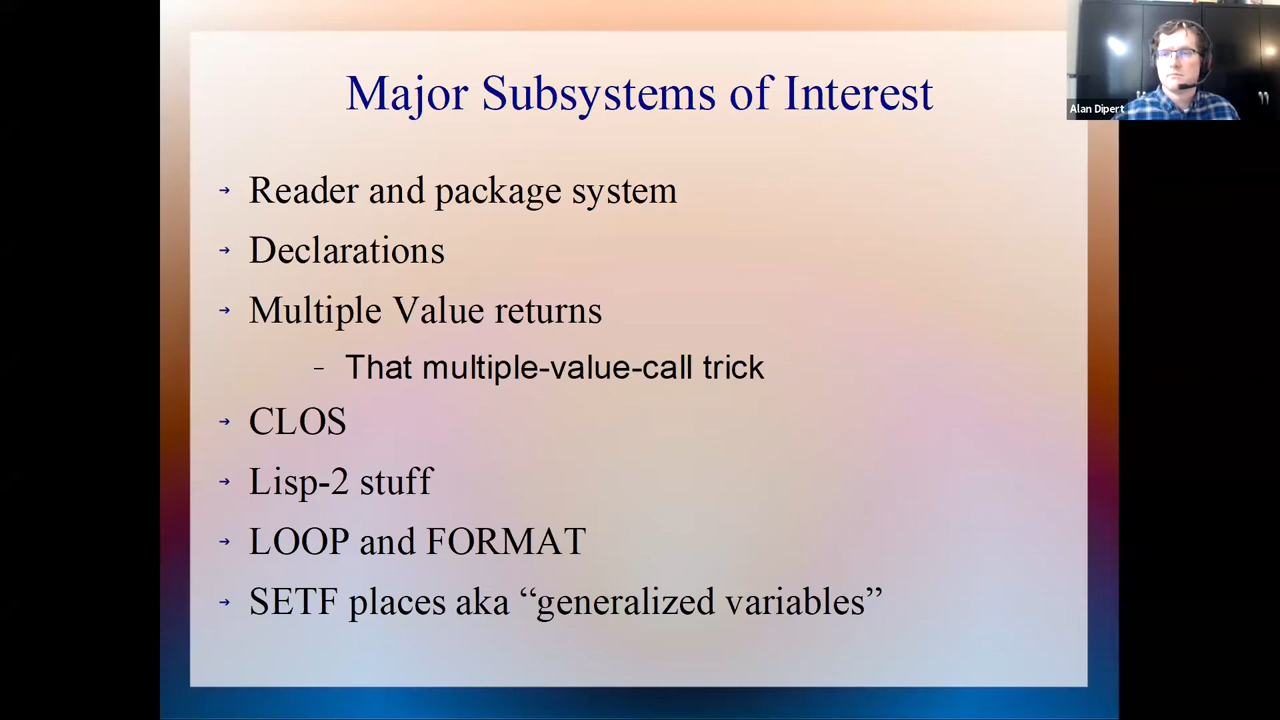 Major Subsystems of Interest
Alan Dipert
➔ Reader and package system
➔ Declarations
➔ Multiple Value returns
– That multiple-value-call trick
➔ CLOS
➔ Lisp-2 stuff
➔ LOOP and FORMAT
➔ SETF places aka “generalized variables”